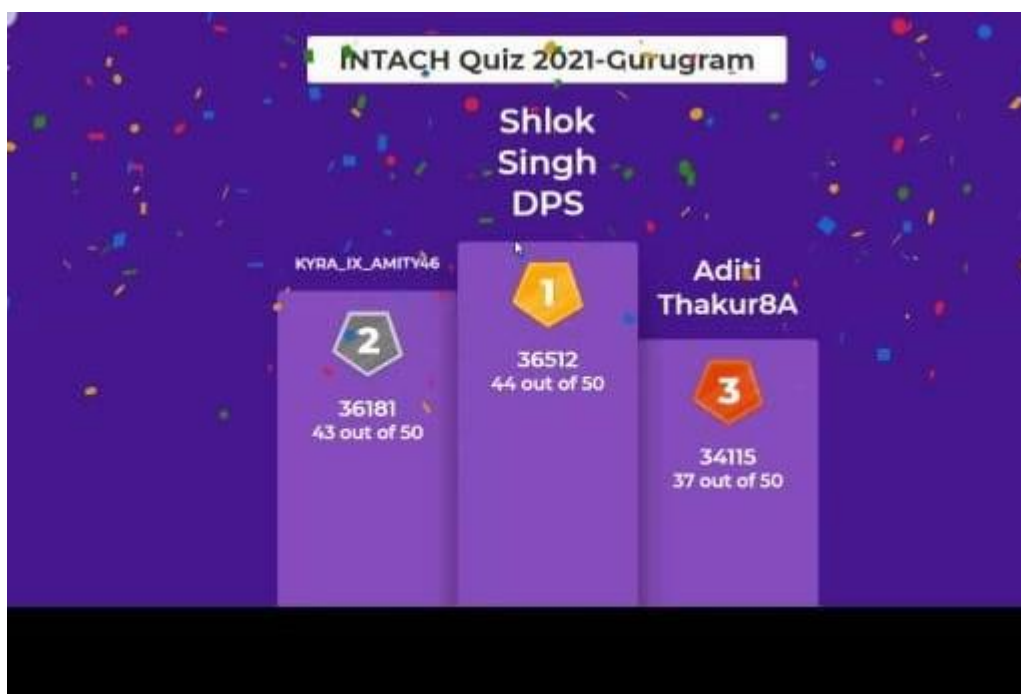 INTACH Quiz 2021-Gurugram
Shlok
Singh
DPS
KYRA_IX_AMITY46
Aditi
Thakur8A
1
36512
44 out of 50
2
36181
43 out of 50
3
34115
37 out of 50